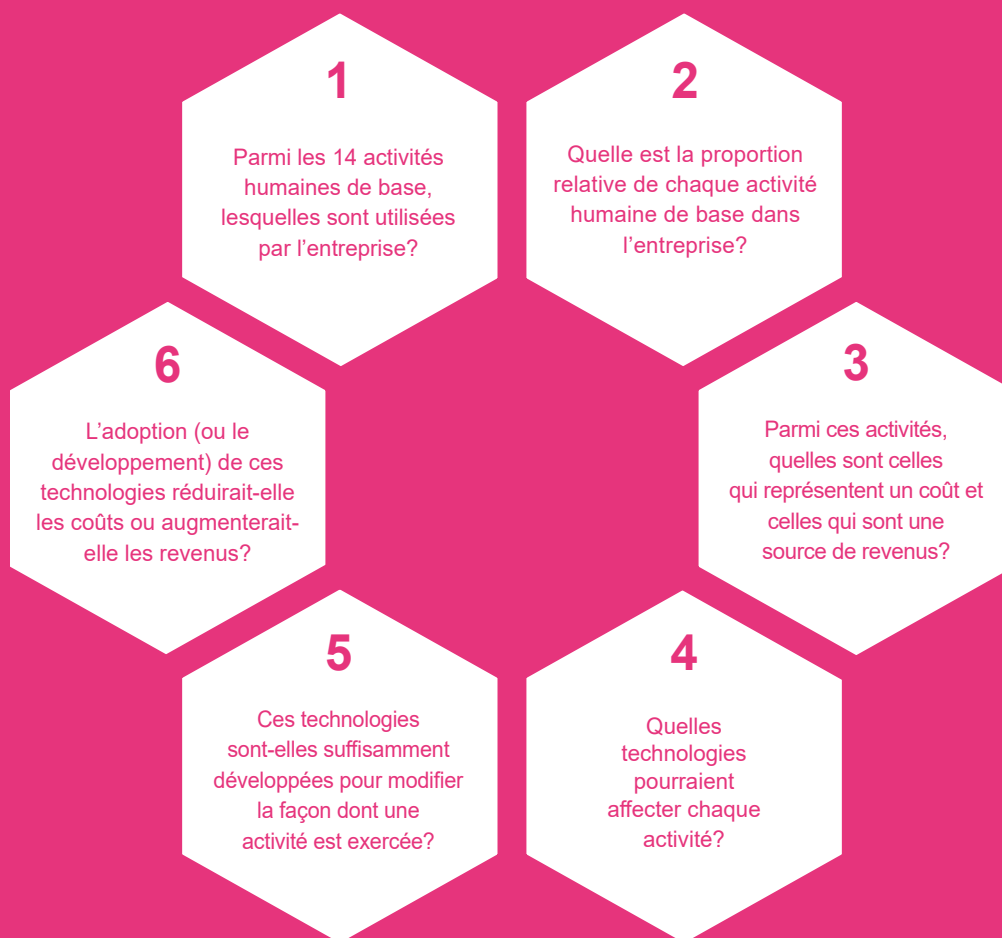 1
Parmi les 14 activités
humaines de base,
lesquelles sont utilisées
par l’entreprise?
2
Quelle est la proportion
relative de chaque activité
humaine de base dans
l’entreprise?
3
Parmi ces activités,
quelles sont celles
qui représentent un coût et
celles qui sont une
source de revenus?
4
Quelles
technologies
pourraient
affecter chaque
activité?
5
Ces technologies
sont-elles suffisamment
développées pour modifier
la façon dont une
activité est exercée?
6
L’adoption (ou le
développement) de ces
technologies réduirait-elle
les coûts ou augmenterait-
elle les revenus?